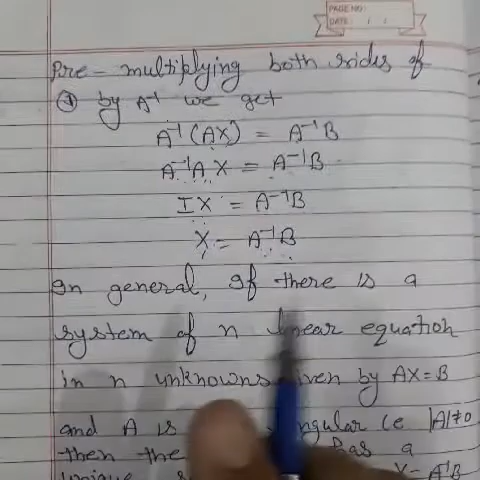 PAGE NO:
DATE: / /
Pre-multiplying both sides of
by A⁻¹ we get
A⁻¹(AX) = A⁻¹B
A⁻¹A X = A⁻¹B
IX = A⁻¹B
X = A⁻¹B
In general, If there is a
system of n linear equation
in n unknowns given by AX=B
and A is ie |A|≠0
then the has a
X = A⁻¹B